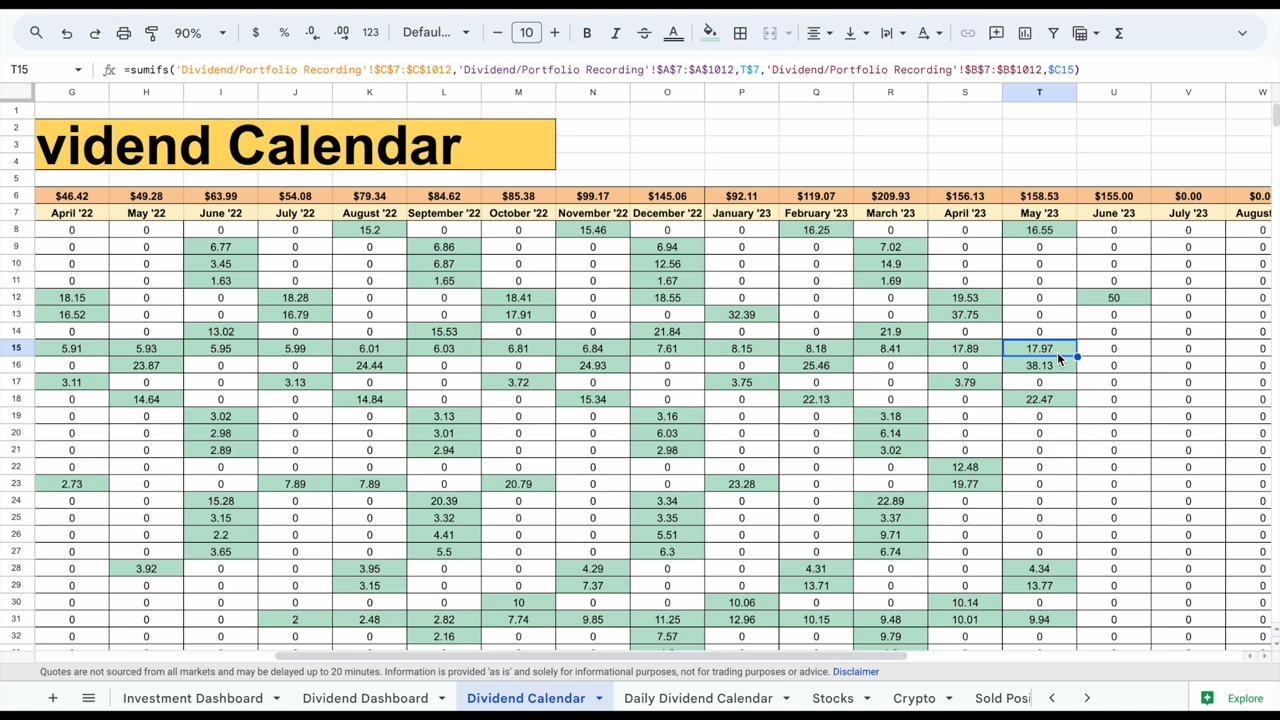 90% $ % .0 .00 123 Defaul... − 10 + B I A Σ
T15 fx =sumifs('Dividend/Portfolio Recording'!$C$7:$C$1012,'Dividend/Portfolio Recording'!$A$7:$A$1012,T$7,'Dividend/Portfolio Recording'!$B$7:$B$1012,$C15)
G H I J K L M N O P Q R S T U V W
1
2
3
4
vidend Calendar
5
6 $46.42 $49.28 $63.99 $54.08 $79.34 $84.62 $85.38 $99.17 $145.06 $92.11 $119.07 $209.93 $156.13 $158.53 $155.00 $0.00 $0.0
7 April '22 May '22 June '22 July '22 August '22 September '22 October '22 November '22 December '22 January '23 February '23 March '23 April '23 May '23 June '23 July '23 August
8 0 0 0 0 15.2 0 0 15.46 0 0 16.25 0 0 16.55 0 0 0
9 0 0 6.77 0 0 6.86 0 0 6.94 0 0 7.02 0 0 0 0 0
10 0 0 3.45 0 0 6.87 0 0 12.56 0 0 14.9 0 0 0 0 0
11 0 0 1.63 0 0 1.65 0 0 1.67 0 0 1.69 0 0 0 0 0
12 18.15 0 0 18.28 0 0 18.41 0 18.55 0 0 0 19.53 0 50 0 0
13 16.52 0 0 16.79 0 0 17.91 0 0 32.39 0 0 37.75 0 0 0 0
14 0 0 13.02 0 0 15.53 0 0 21.84 0 0 21.9 0 0 0 0 0
15 5.91 5.93 5.95 5.99 6.01 6.03 6.81 6.84 7.61 8.15 8.18 8.41 17.89 17.97 0 0 0
16 0 23.87 0 0 24.44 0 0 24.93 0 0 25.46 0 0 38.13 0 0 0
17 3.11 0 0 3.13 0 0 3.72 0 0 3.75 0 0 3.79 0 0 0 0
18 0 14.64 0 0 14.84 0 0 15.34 0 0 22.13 0 0 22.47 0 0 0
19 0 0 3.02 0 0 3.13 0 0 3.16 0 0 3.18 0 0 0 0 0
20 0 0 2.98 0 0 3.01 0 0 6.03 0 0 6.14 0 0 0 0 0
21 0 0 2.89 0 0 2.94 0 0 2.98 0 0 3.02 0 0 0 0 0
22 0 0 0 0 0 0 0 0 0 0 0 0 12.48 0 0 0 0
23 2.73 0 0 7.89 7.89 0 20.79 0 0 23.28 0 0 19.77 0 0 0 0
24 0 0 15.28 0 0 20.39 0 0 3.34 0 0 22.89 0 0 0 0 0
25 0 0 3.15 0 0 3.32 0 0 3.35 0 0 3.37 0 0 0 0 0
26 0 0 2.2 0 0 4.41 0 0 5.51 0 0 9.71 0 0 0 0 0
27 0 0 3.65 0 0 5.5 0 0 6.3 0 0 6.74 0 0 0 0 0
28 0 3.92 0 0 3.95 0 0 4.29 0 0 4.31 0 0 4.34 0 0 0
29 0 0 0 0 3.15 0 0 7.37 0 0 13.71 0 0 13.77 0 0 0
30 0 0 0 0 0 0 10 0 0 10.06 0 0 10.14 0 0 0 0
31 0 0 0 2 2.48 2.82 7.74 9.85 11.25 12.96 10.15 9.48 10.01 9.94 0 0 0
32 0 0 0 0 0 2.16 0 0 7.57 0 0 9.79 0 0 0 0 0
Quotes are not sourced from all markets and may be delayed up to 20 minutes. Information is provided 'as is' and solely for informational purposes, not for trading purposes or advice. Disclaimer
+ Investment Dashboard Dividend Dashboard Dividend Calendar Daily Dividend Calendar Stocks Crypto Sold Posi Explore